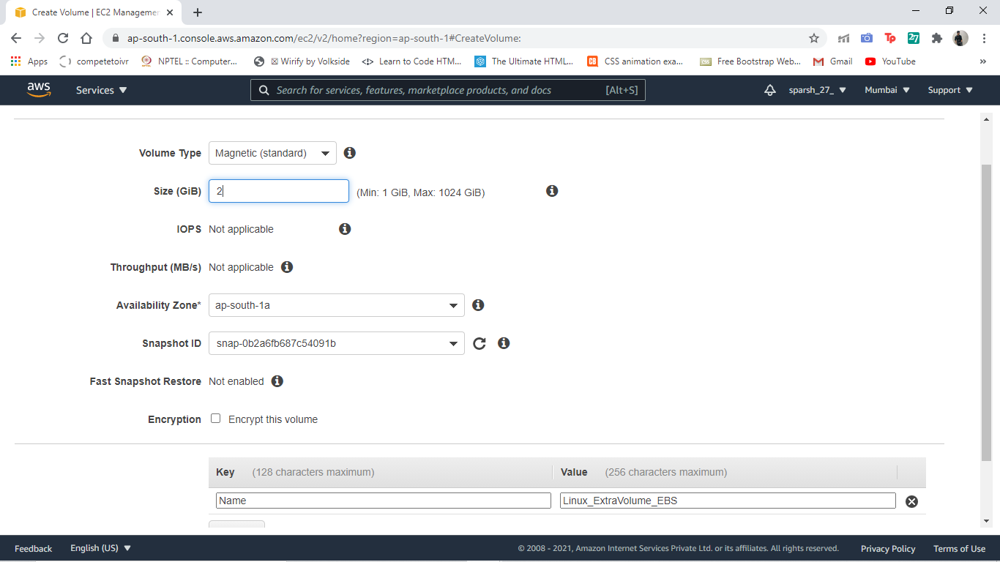 Create Volume | EC2 Managemen
ap-south-1.console.aws.amazon.com/ec2/v2/home?region=ap-south-1#CreateVolume:
Apps competetoivr NPTEL :: Computer... Wirify by Volkside Learn to Code HTM... The Ultimate HTML... CSS animation exa... Free Bootstrap Web... Gmail YouTube »
aws Services Search for services, features, marketplace products, and docs [Alt+S] sparsh_27_ Mumbai Support
Volume Type Magnetic (standard)
Size (GiB) 2 (Min: 1 GiB, Max: 1024 GiB)
IOPS Not applicable
Throughput (MB/s) Not applicable
Availability Zone* ap-south-1a
Snapshot ID snap-0b2a6fb687c54091b
Fast Snapshot Restore Not enabled
Encryption Encrypt this volume
Key (128 characters maximum) Value (256 characters maximum)
Name Linux_ExtraVolume_EBS
Feedback English (US) © 2008 - 2021, Amazon Internet Services Private Ltd. or its affiliates. All rights reserved. Privacy Policy Terms of Use